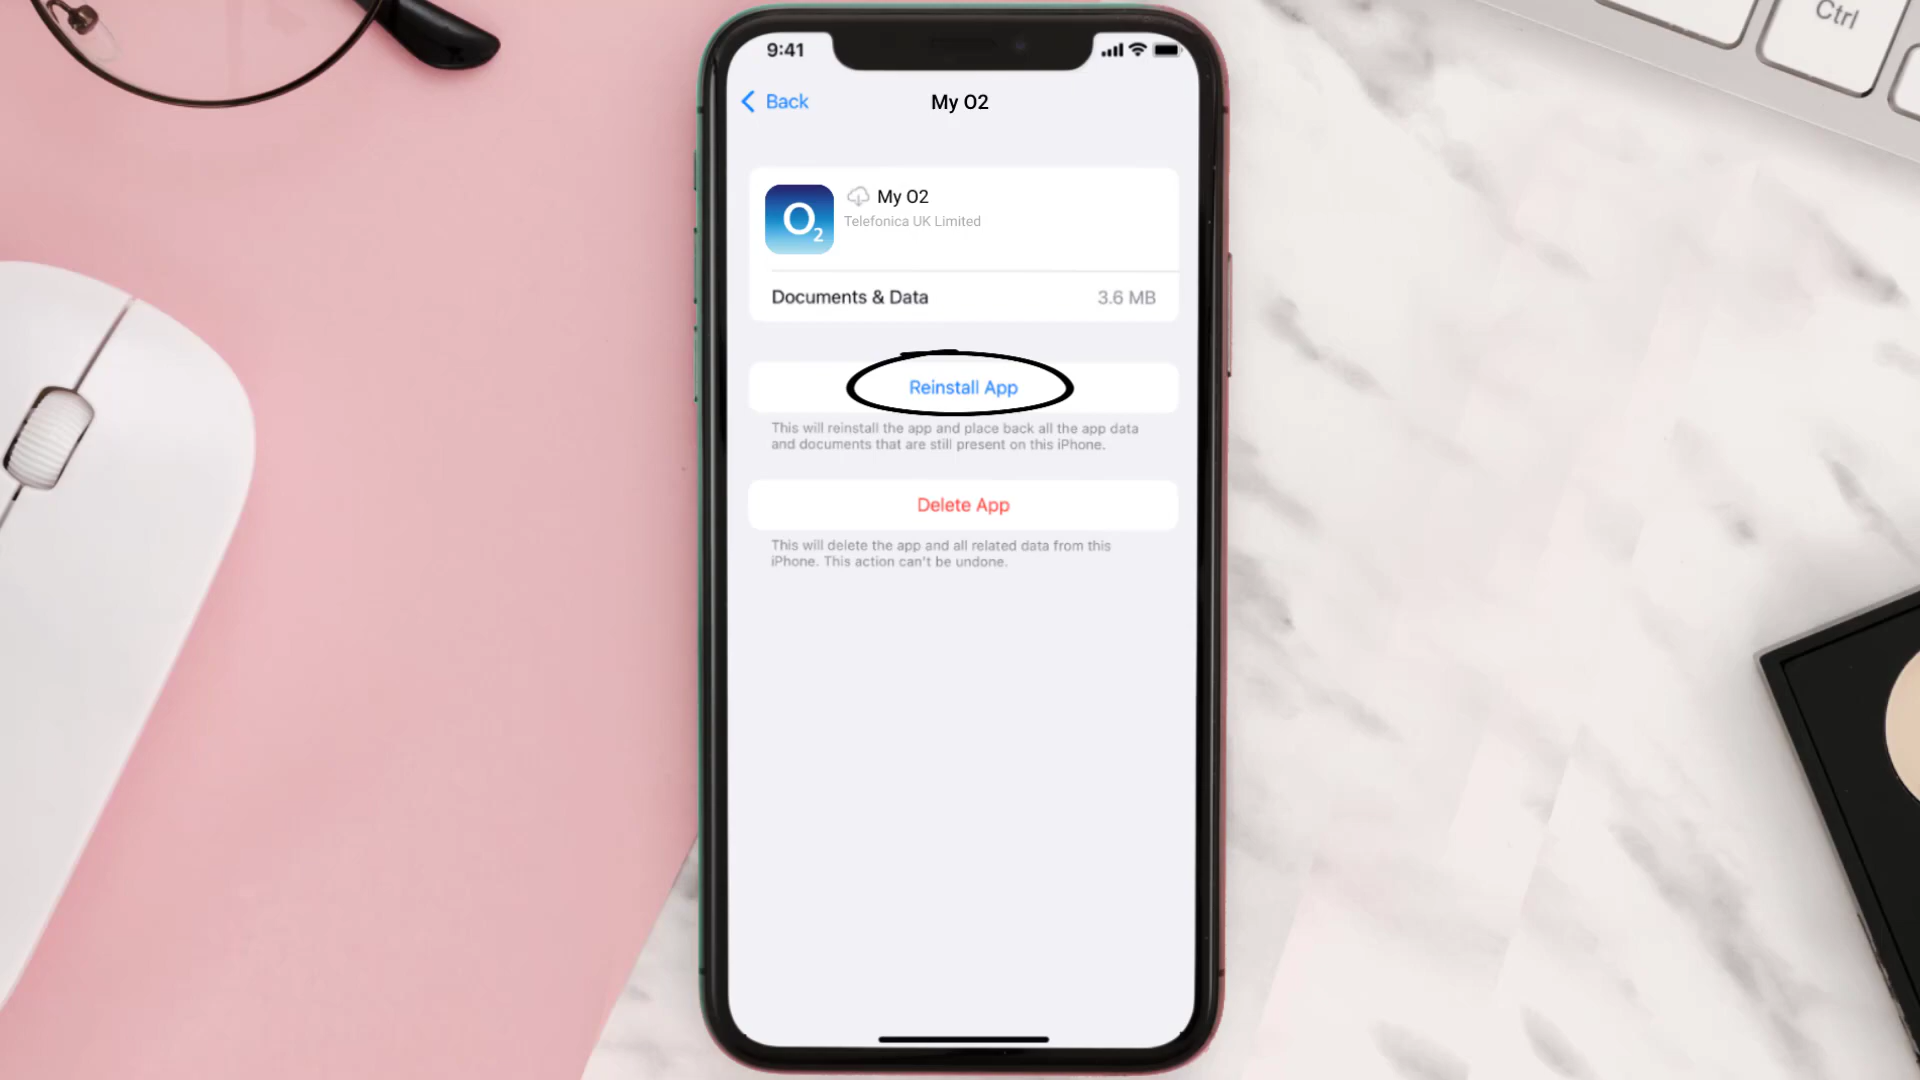 Ctrl
9:41
Back
My O2
O2
My O2
Telefonica UK Limited
Documents & Data
3.6 MB
Reinstall App
This will reinstall the app and place back all the app data
and documents that are still present on this iPhone.
Delete App
This will delete the app and all related data from this
iPhone. This action can't be undone.